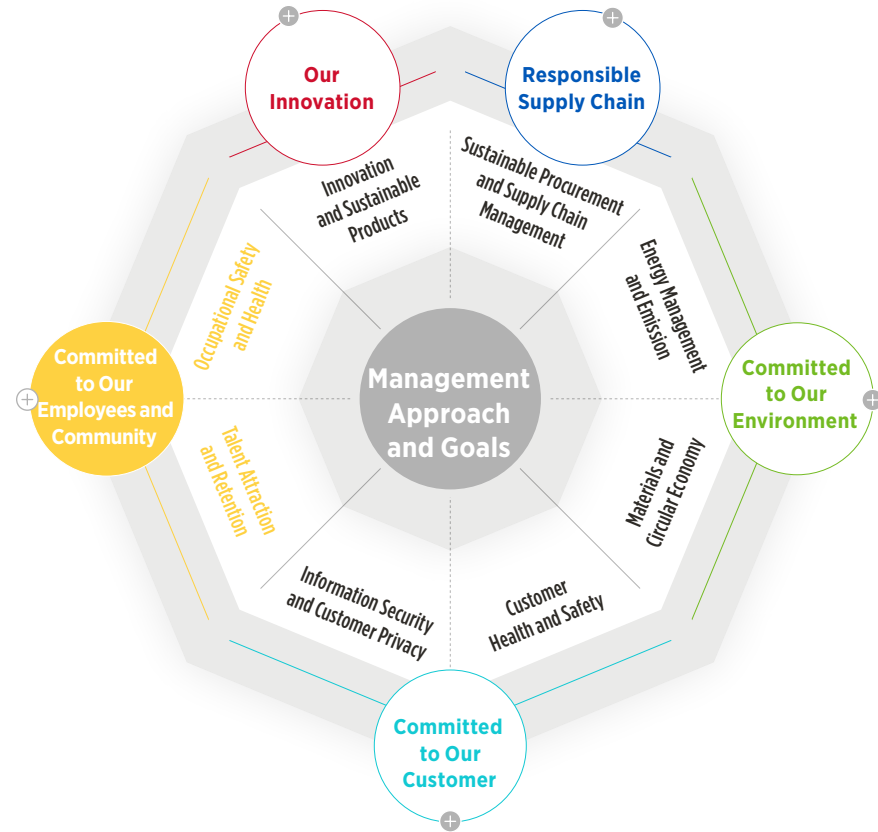 Our
Innovation
Responsible
Supply Chain
Innovation
and Sustainable
Products
Sustainable Procurement
and Supply Chain
Management
Occupational Safety
and Health
Energy Management
and Emission
Committed
to Our
Employees and
Community
Management
Approach
and Goals
Committed
to Our
Environment
Talent Attraction
and Retention
Materials and
Circular Economy
Information Security
and Customer Privacy
Customer
Health and Safety
Committed
to Our
Customer